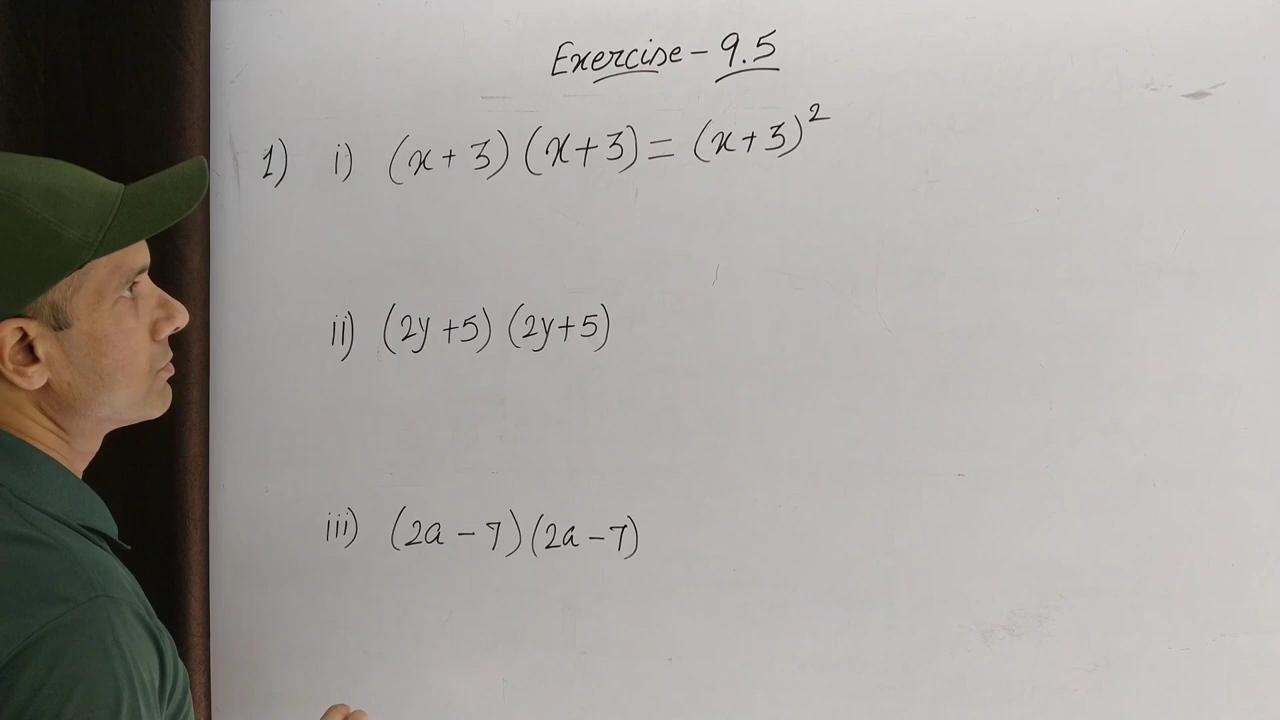 Exercise - 9.5
1) i) (x + 3) (x + 3) = (x + 3)²
ii) (2y + 5) (2y + 5)
iii) (2a - 7) (2a - 7)